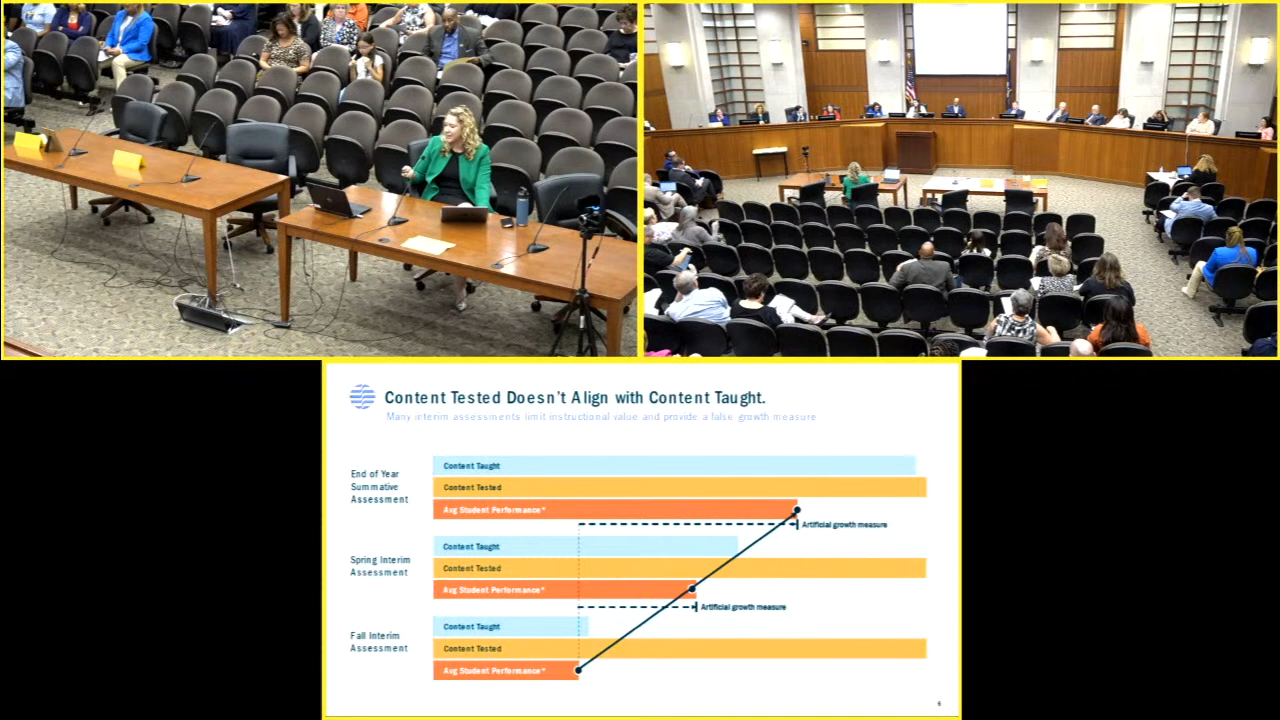 Content Tested Doesn't Align with Content Taught.
Many interim assessments limit instructional value and provide a false growth measure
End of Year
Summative
Assessment
Content Taught
Content Tested
Avg Student Performance*
Artificial growth measure
Spring Interim
Assessment
Content Taught
Content Tested
Avg Student Performance*
Artificial growth measure
Fall Interim
Assessment
Content Taught
Content Tested
Avg Student Performance*
6